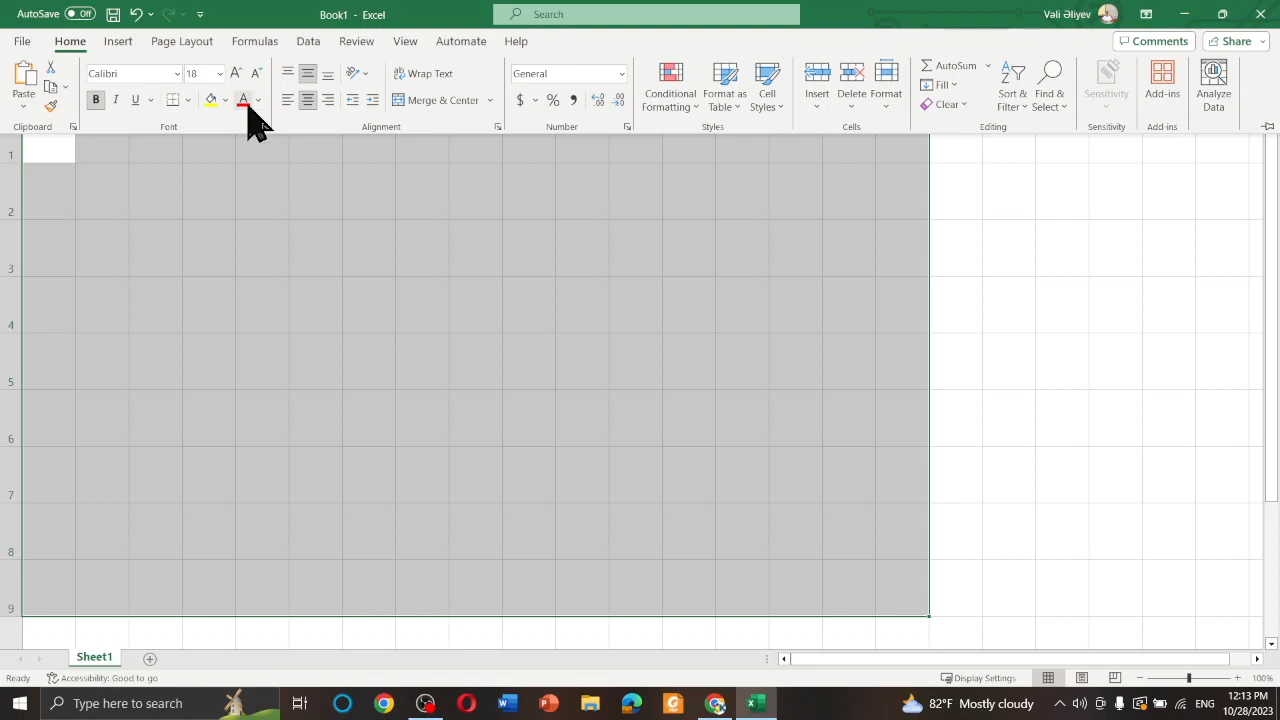 AutoSave Off Book1 - Excel Search Vali Əliyev
File Home Insert Page Layout Formulas Data Review View Automate Help Comments Share
Paste Calibri 18 Wrap Text General Conditional Formatting Format as Table Cell Styles Insert Delete Format AutoSum Sort & Filter Find & Select Sensitivity Add-ins Analyze Data
B I U A Merge & Center $ % , Fill
Clear
Clipboard Font Alignment Number Styles Cells Editing Sensitivity Add-ins
1
2
3
4
5
6
7
8
9
Sheet1
Ready Accessibility: Good to go Display Settings 100%
Type here to search 82°F Mostly cloudy ENG 12:13 PM
10/28/2023